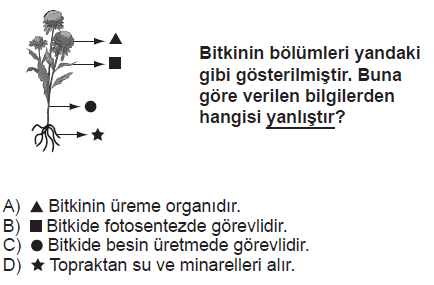 Bitkinin bölümleri yandaki
gibi gösterilmiştir. Buna
göre verilen bilgilerden
hangisi yanlıştır?
A) ▲ Bitkinin üreme organıdır.
B) ■ Bitkide fotosentezde görevlidir.
C) ● Bitkide besin üretmede görevlidir.
D) ★ Topraktan su ve minarelleri alır.